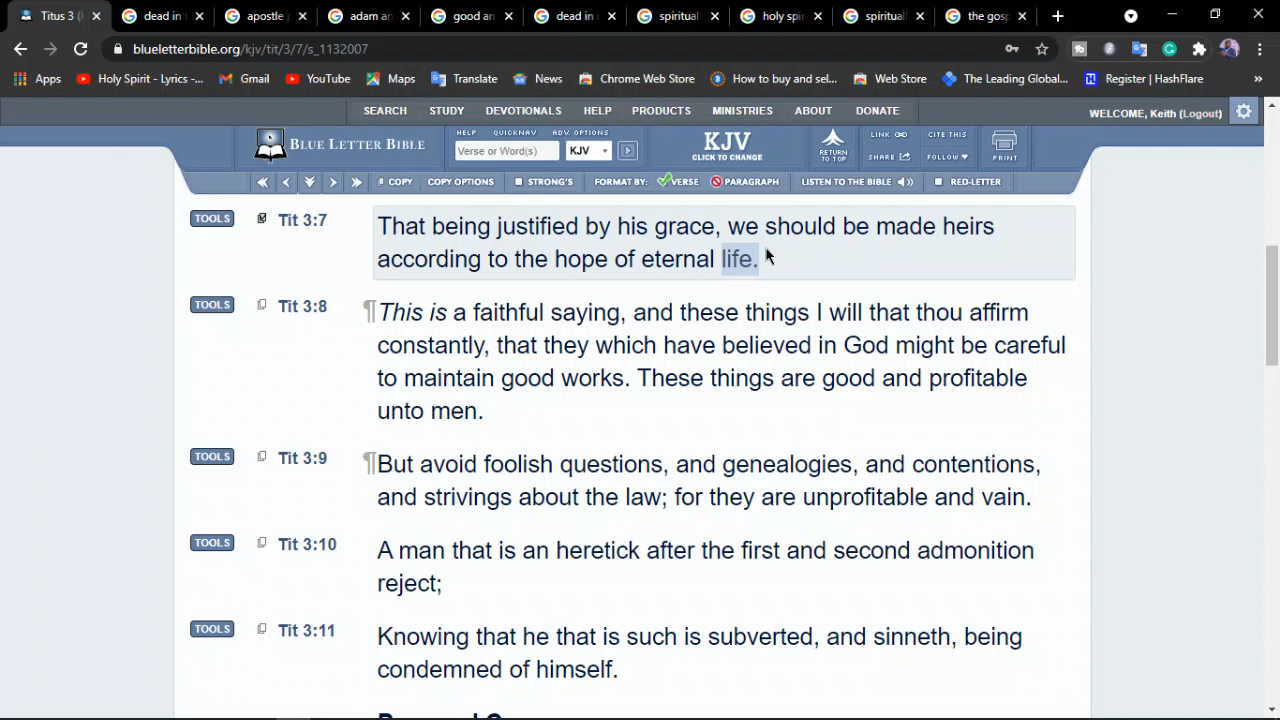 Titus 3 (
dead in t
apostle p
adam an
good an
dead in o
spiritual
holy spir
spirituall
the gosp
blueletterbible.org/kjv/tit/3/7/s_1132007
Apps
Holy Spirit - Lyrics -...
Gmail
YouTube
Maps
Translate
News
Chrome Web Store
How to buy and sel...
Web Store
The Leading Global...
Register | HashFlare
»
SEARCH STUDY DEVOTIONALS HELP PRODUCTS MINISTRIES ABOUT DONATE
WELCOME, Keith (Logout)
BLUE LETTER BIBLE
HELP QUICKNAV ADV. OPTIONS
Verse or Word(s) KJV
KJV
CLICK TO CHANGE
RETURN
TO TOP
LINK
CITE THIS
SHARE
FOLLOW
PRINT
COPY COPY OPTIONS STRONG'S FORMAT BY: VERSE PARAGRAPH LISTEN TO THE BIBLE RED-LETTER
TOOLS Tit 3:7 That being justified by his grace, we should be made heirs
according to the hope of eternal life.
TOOLS Tit 3:8 ¶This is a faithful saying, and these things I will that thou affirm
constantly, that they which have believed in God might be careful
to maintain good works. These things are good and profitable
unto men.
TOOLS Tit 3:9 ¶But avoid foolish questions, and genealogies, and contentions,
and strivings about the law; for they are unprofitable and vain.
TOOLS Tit 3:10 A man that is an heretick after the first and second admonition
reject;
TOOLS Tit 3:11 Knowing that he that is such is subverted, and sinneth, being
condemned of himself.